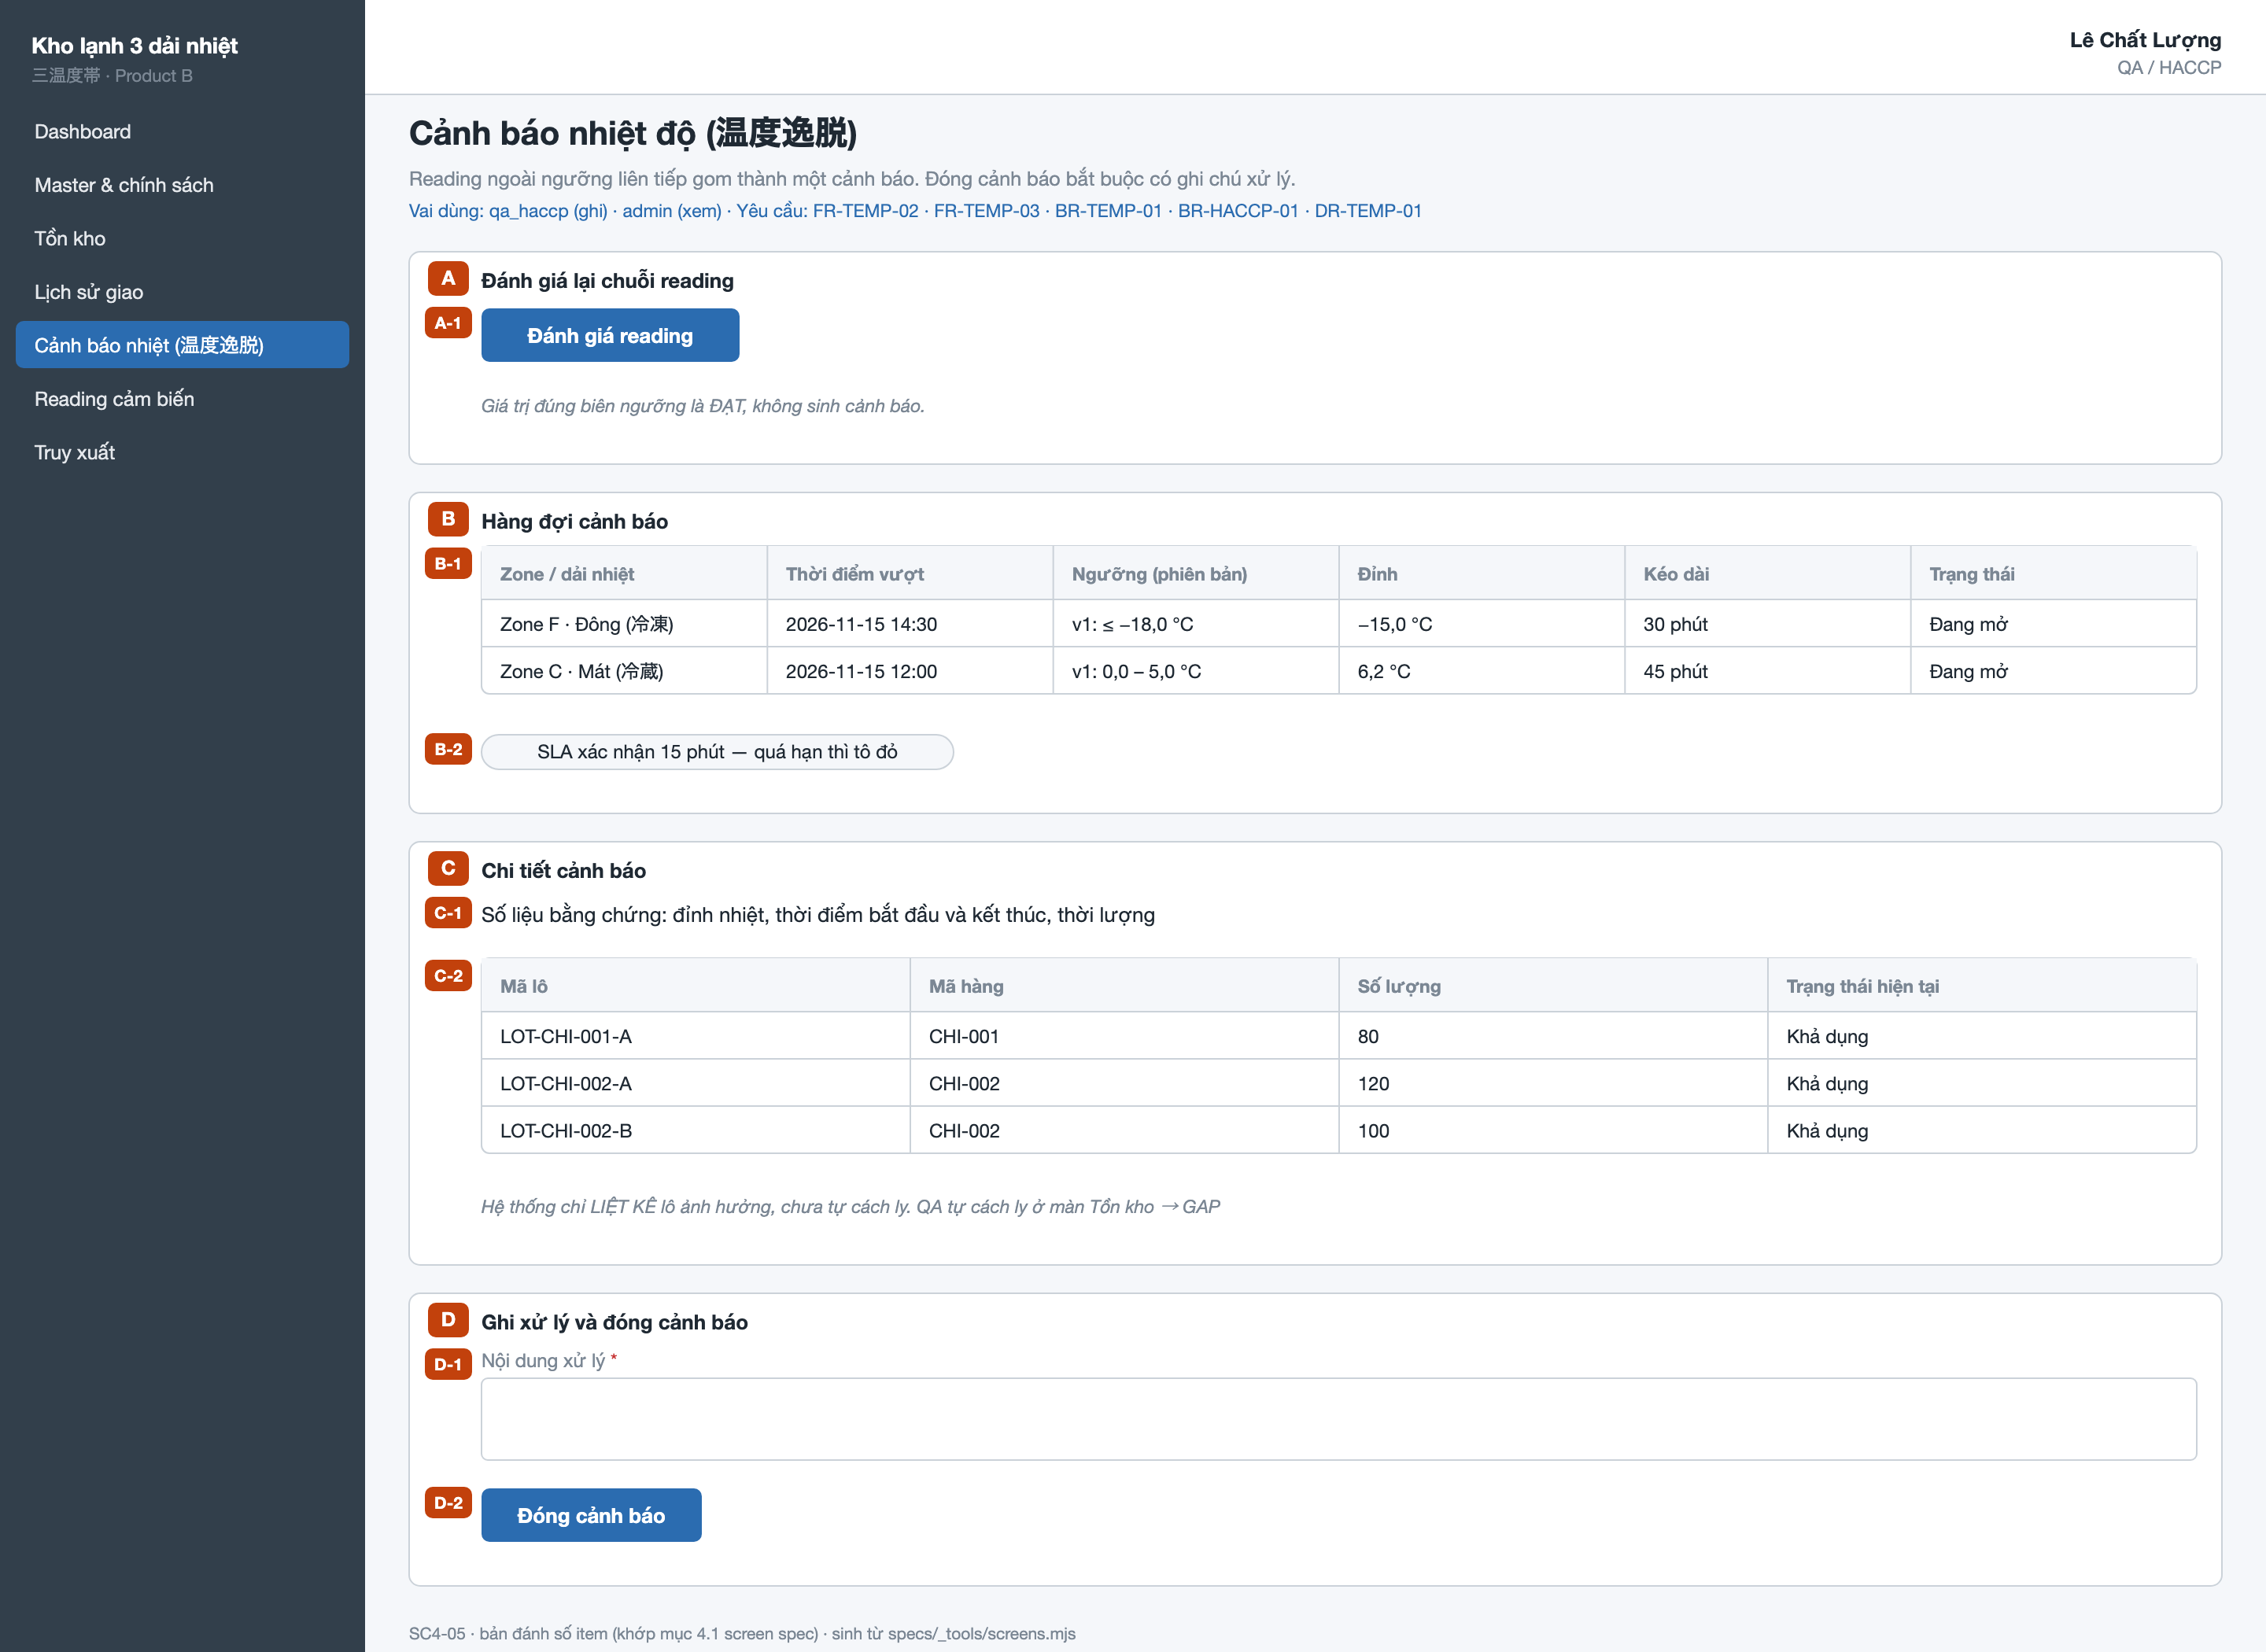 Kho lạnh 3 dải nhiệt
三温度帯 · Product B
Dashboard
Master & chính sách
Tồn kho
Lịch sử giao
Cảnh báo nhiệt (温度逸脱)
Reading cảm biến
Truy xuất
Lê Chất Lượng
QA / HACCP
Cảnh báo nhiệt độ (温度逸脱)
Reading ngoài ngưỡng liên tiếp gom thành một cảnh báo. Đóng cảnh báo bắt buộc có ghi chú xử lý.
Vai dùng: qa_haccp (ghi) · admin (xem) · Yêu cầu: FR-TEMP-02 · FR-TEMP-03 · BR-TEMP-01 · BR-HACCP-01 · DR-TEMP-01
A Đánh giá lại chuỗi reading
A-1 Đánh giá reading
Giá trị đúng biên ngưỡng là ĐẠT, không sinh cảnh báo.
B Hàng đợi cảnh báo
B-1 Zone / dải nhiệt Thời điểm vượt Ngưỡng (phiên bản) Đỉnh Kéo dài Trạng thái
Zone F · Đông (冷凍) 2026-11-15 14:30 v1: ≤ −18,0 °C −15,0 °C 30 phút Đang mở
Zone C · Mát (冷蔵) 2026-11-15 12:00 v1: 0,0 – 5,0 °C 6,2 °C 45 phút Đang mở
B-2 SLA xác nhận 15 phút — quá hạn thì tô đỏ
C Chi tiết cảnh báo
C-1 Số liệu bằng chứng: đỉnh nhiệt, thời điểm bắt đầu và kết thúc, thời lượng
C-2 Mã lô Mã hàng Số lượng Trạng thái hiện tại
LOT-CHI-001-A CHI-001 80 Khả dụng
LOT-CHI-002-A CHI-002 120 Khả dụng
LOT-CHI-002-B CHI-002 100 Khả dụng
Hệ thống chỉ LIỆT KÊ lô ảnh hưởng, chưa tự cách ly. QA tự cách ly ở màn Tồn kho → GAP
D Ghi xử lý và đóng cảnh báo
D-1 Nội dung xử lý *
D-2 Đóng cảnh báo
SC4-05 · bản đánh số item (khớp mục 4.1 screen spec) · sinh từ specs/_tools/screens.mjs